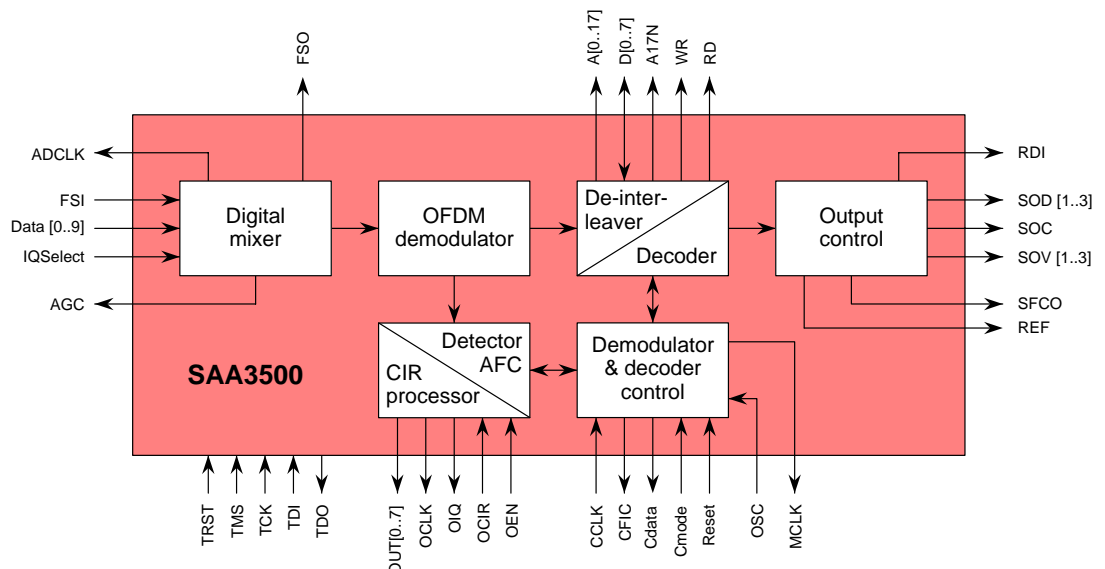 FSO
A[0..17]
D[0..7]
A17N
WR
RD
ADCLK
FSI
Data [0..9]
IQSelect
AGC
Digital
mixer
OFDM
demodulator
De-inter-
leaver
Decoder
Output
control
RDI
SOD [1..3]
SOC
SOV [1..3]
SFCO
REF
SAA3500
CIR
processor
Detector
AFC
Demodulator
& decoder
control
TRST
TMS
TCK
TDI
TDO
OUT[0..7]
OCLK
OIQ
OCIR
OEN
CCLK
CFIC
Cdata
Cmode
Reset
OSC
MCLK